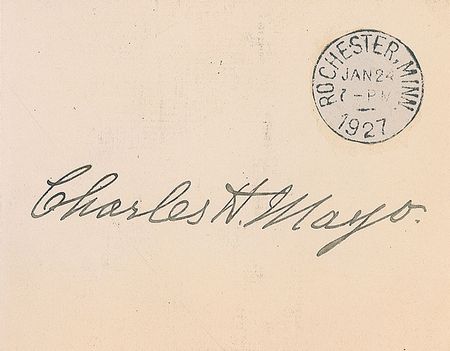 ROCHESTER, MINN
JAN 24
7-PM
1927
Charles H. Mayo.